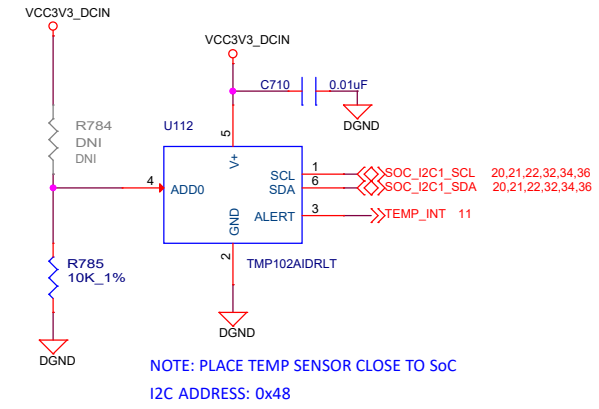 VCC3V3_DCIN
VCC3V3_DCIN
C710 0.01uF
DGND
R784
DNI
DNI
U112
5
V+
4 ADD0
SCL 1 SOC_I2C1_SCL 20,21,22,32,34,36
SDA 6 SOC_I2C1_SDA 20,21,22,32,34,36
ALERT 3 TEMP_INT 11
GND
2
TMP102AIDRLT
R785
10K_1%
DGND
DGND
NOTE: PLACE TEMP SENSOR CLOSE TO SoC
I2C ADDRESS: 0x48